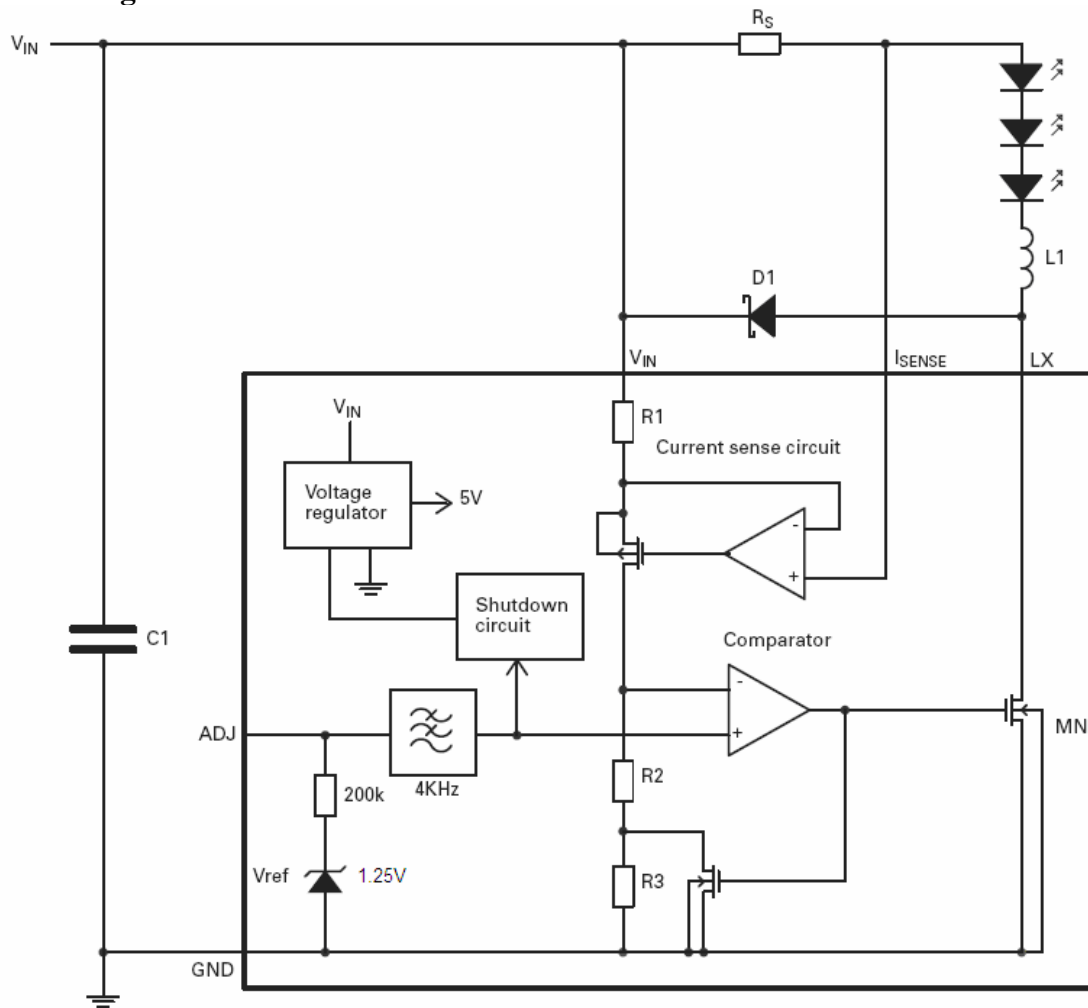 R_S
V_IN
L1
D1
V_IN
I_SENSE
LX
R1
V_IN
Current sense circuit
Voltage
regulator
5V
-
+
Shutdown
circuit
C1
Comparator
-
+
ADJ
MN
4KHz
R2
200k
Vref
1.25V
R3
GND